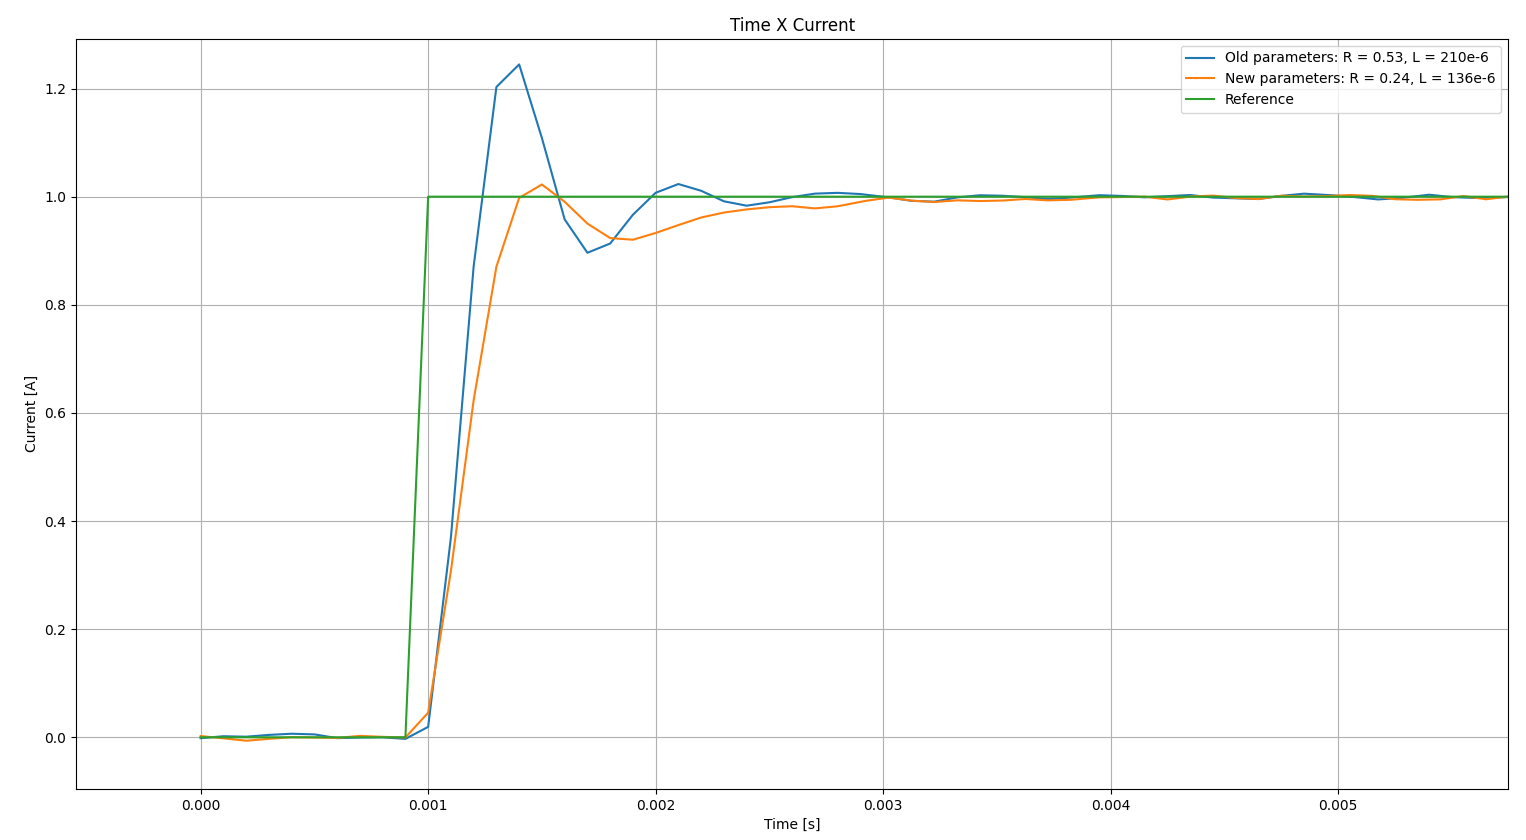 Time X Current
Old parameters: R = 0.53, L = 210e-6
New parameters: R = 0.24, L = 136e-6
Reference
1.2
1.0
0.8
0.6
0.4
0.2
0.0
Current [A]
0.000 0.001 0.002 0.003 0.004 0.005
Time [s]